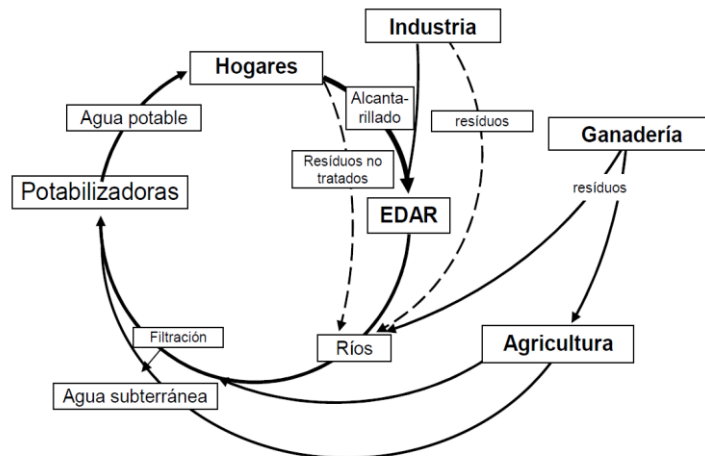 Industria
Hogares
Alcanta-
rillado
Agua potable
resíduos
Ganadería
Resíduos no
tratados
resíduos
Potabilizadoras
EDAR
Filtración
Ríos
Agricultura
Agua subterránea